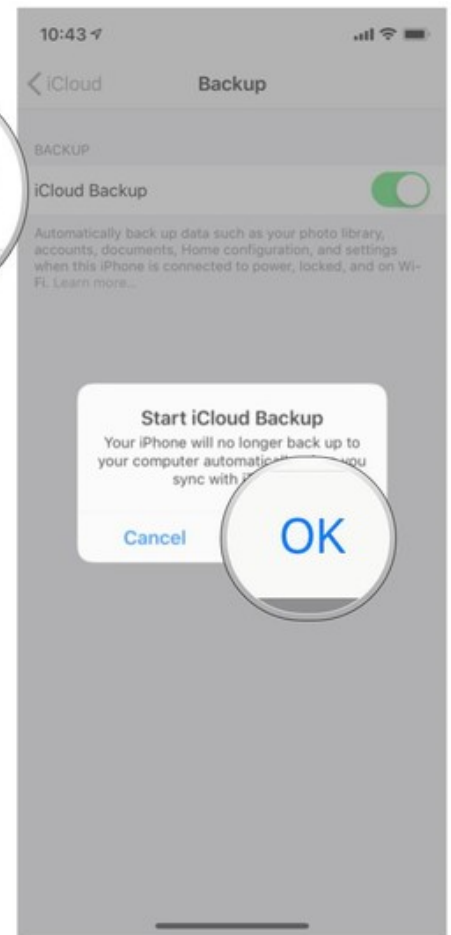 10:43
iCloud
Backup
BACKUP
iCloud Backup
Automatically back up data such as your photo library,
accounts, documents, Home configuration, and settings
when this iPhone is connected to power, locked, and on Wi-
Fi. Learn more...
Start iCloud Backup
Your iPhone will no longer back up to
your computer you
sync with
Cancel
OK